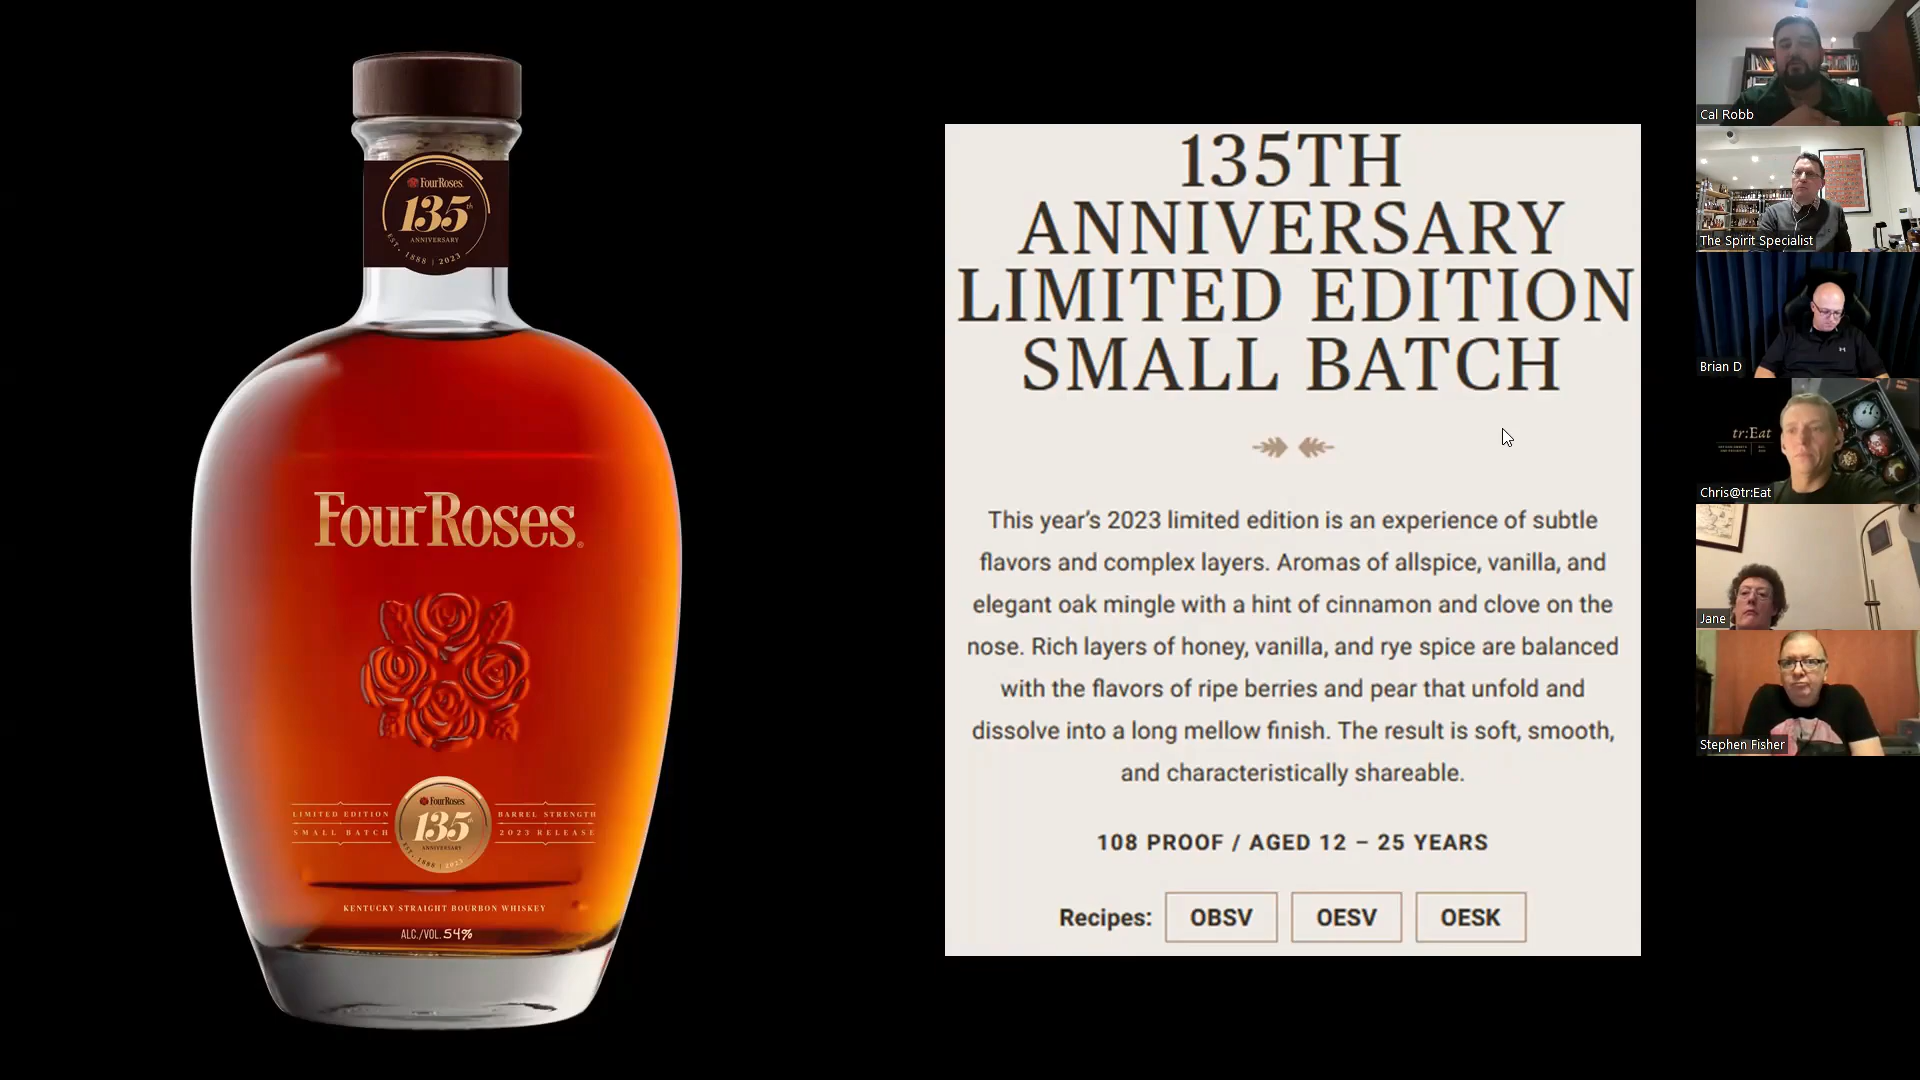 FourRoses
135th
ANNIVERSARY
EST. 1888 | 2023
FourRoses®
LIMITED EDITION
SMALL BATCH
FourRoses
135th
ANNIVERSARY
EST. 1888 | 2023
BARREL STRENGTH
2023 RELEASE
KENTUCKY STRAIGHT BOURBON WHISKEY
ALC./VOL. 54%
135TH
ANNIVERSARY
LIMITED EDITION
SMALL BATCH
This year’s 2023 limited edition is an experience of subtle
flavors and complex layers. Aromas of allspice, vanilla, and
elegant oak mingle with a hint of cinnamon and clove on the
nose. Rich layers of honey, vanilla, and rye spice are balanced
with the flavors of ripe berries and pear that unfold and
dissolve into a long mellow finish. The result is soft, smooth,
and characteristically shareable.
108 PROOF / AGED 12 – 25 YEARS
Recipes: OBSV OESV OESK
Cal Robb
The Spirit Specialist
Brian D
tr:Eat
Chris@tr:Eat
Jane
Stephen Fisher